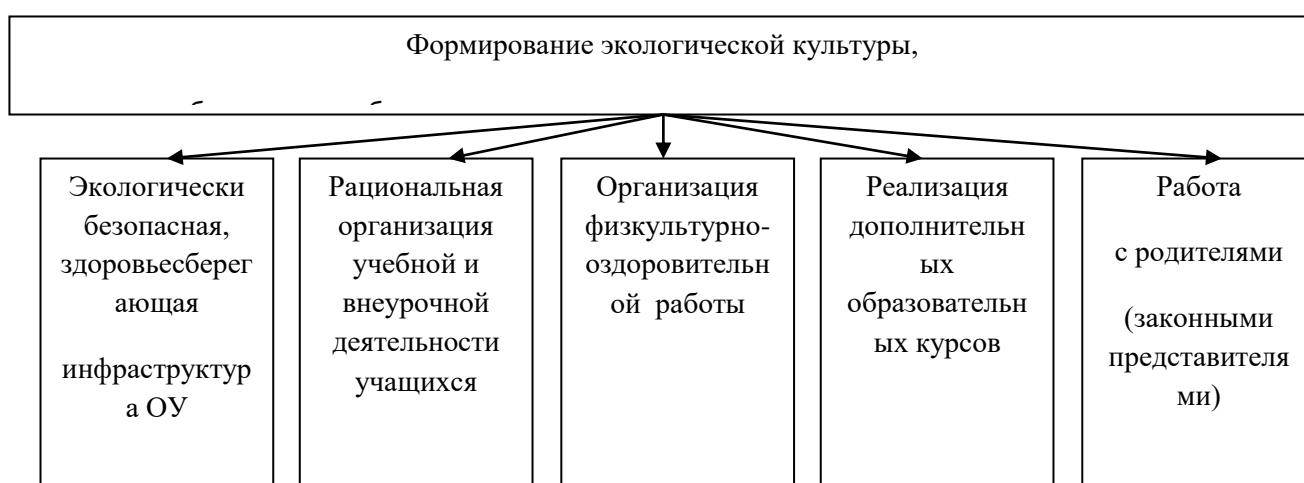 Формирование экологической культуры,
Экологически
безопасная,
здоровьесберег
ающая
инфраструктур
а ОУ
Рациональная
организация
учебной и
внеурочной
деятельности
учащихся
Организация
физкультурно-
оздоровительн
ой работы
Реализация
дополнительн
ых
образовательн
ых курсов
Работа
с родителями
(законными
представителя
ми)